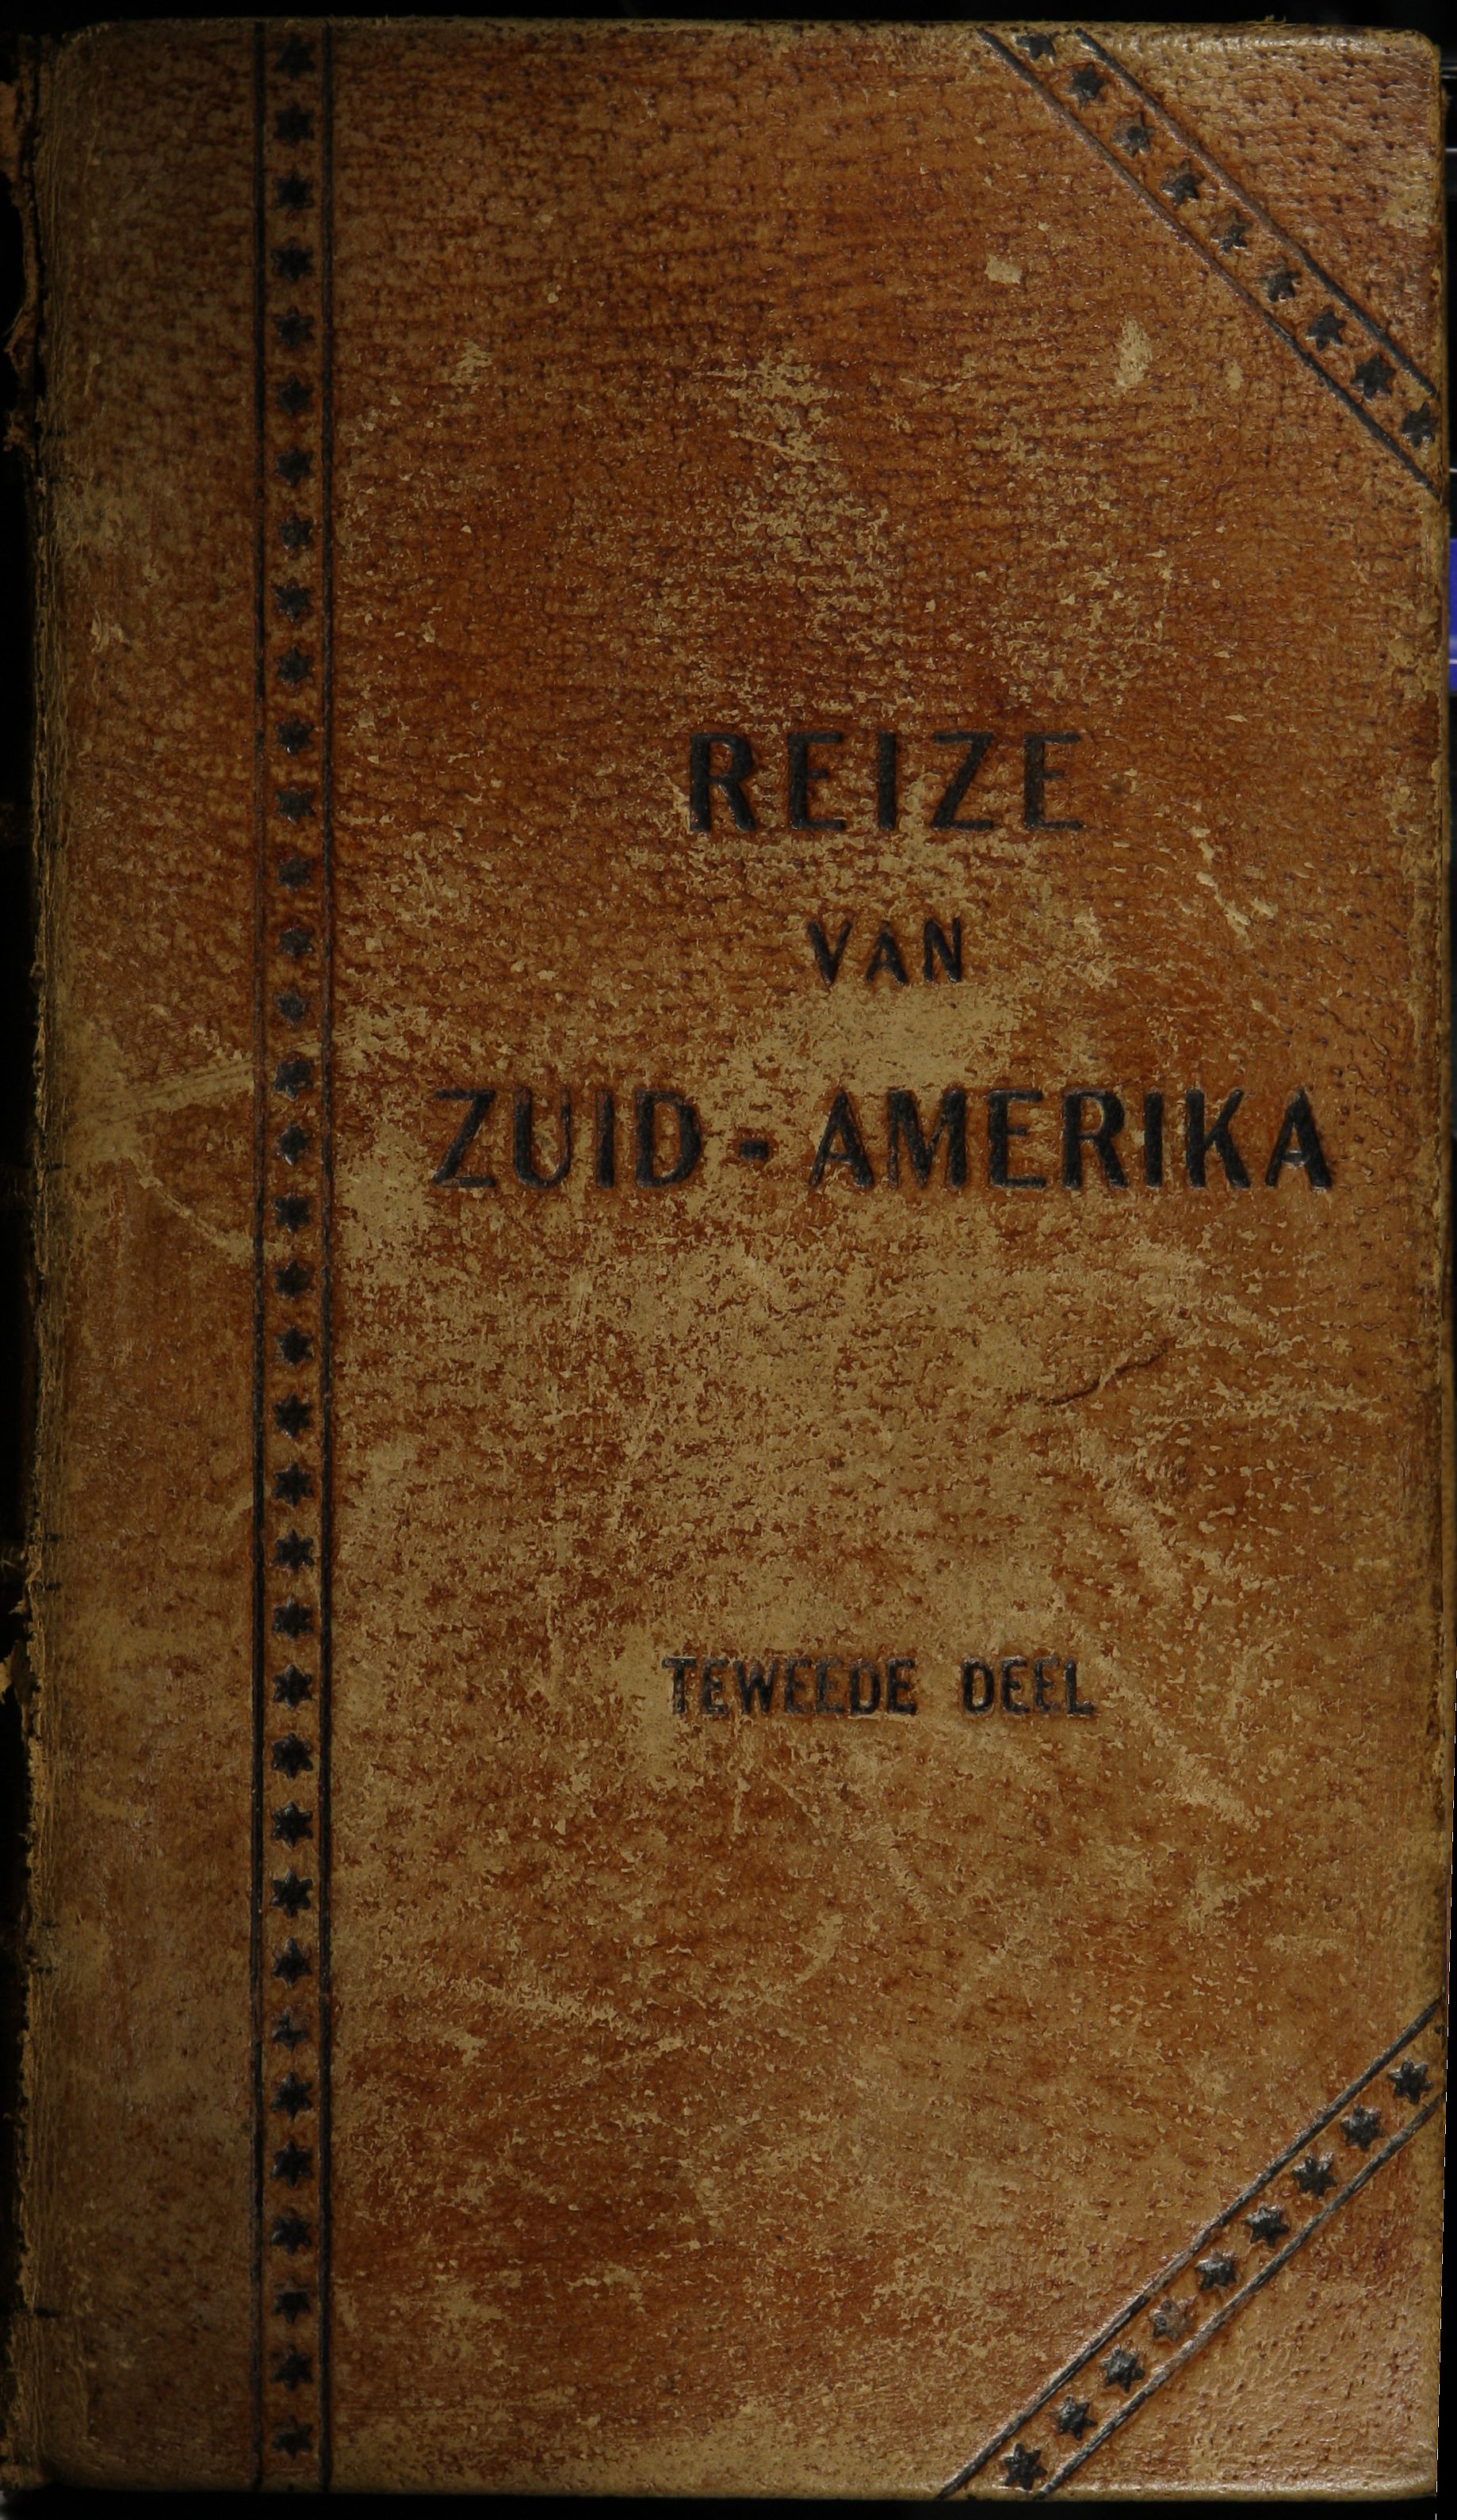 REIZE
VAN
ZUID-AMERIKA
TEWEEDE DEEL